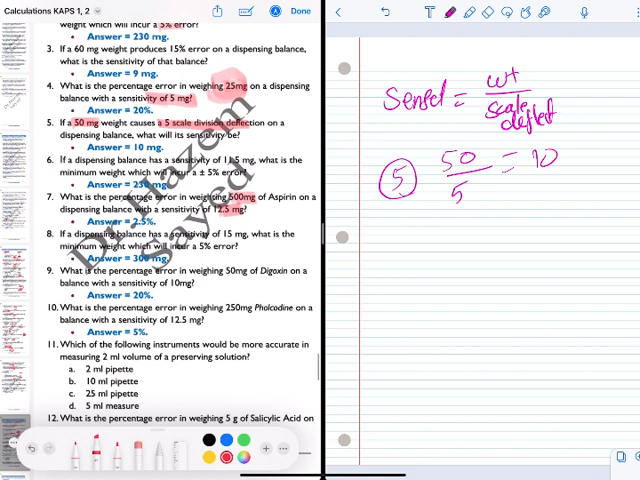 Calculations KAPS 1, 2
Done
weight which will incur a 5% error?
• Answer = 230 mg.
3. If a 60 mg weight produces 15% error on a dispensing balance,
what is the sensitivity of that balance?
• Answer = 9 mg.
4. What is the percentage error in weighing 25mg on a dispensing
balance with a sensitivity of 5 mg?
• Answer = 20%.
5. If a 50 mg weight causes a 5 scale division deflection on a
dispensing balance, what will its sensitivity be?
• Answer = 10 mg.
6. If a dispensing balance has a sensitivity of 11.5 mg, what is the
minimum weight which will incur a ± 5% error?
• Answer = 230 mg.
7. What is the percentage error in weighting 500mg of Aspirin on a
dispensing balance with a sensitivity of 12.5 mg?
• Answer = 2.5%.
8. If a dispensing balance has a sensitivity of 15 mg, what is the
minimum weight which will incur a 5% error?
• Answer = 300 mg.
9. What is the percentage error in weighing 50mg of Digoxin on a
balance with a sensitivity of 10mg?
• Answer = 20%.
10. What is the percentage error in weighing 250mg Pholcodine on a
balance with a sensitivity of 12.5 mg?
• Answer = 5%.
11. Which of the following instruments would be more accurate in
measuring 2 ml volume of a preserving solution?
a. 2 ml pipette
b. 10 ml pipette
c. 25 ml pipette
d. 5 ml measure
12. What is the percentage error in weighing 5 g of Salicylic Acid on
Dr. Hazem
Sayed
= wt
scale
deflect
5 50 = 10
5